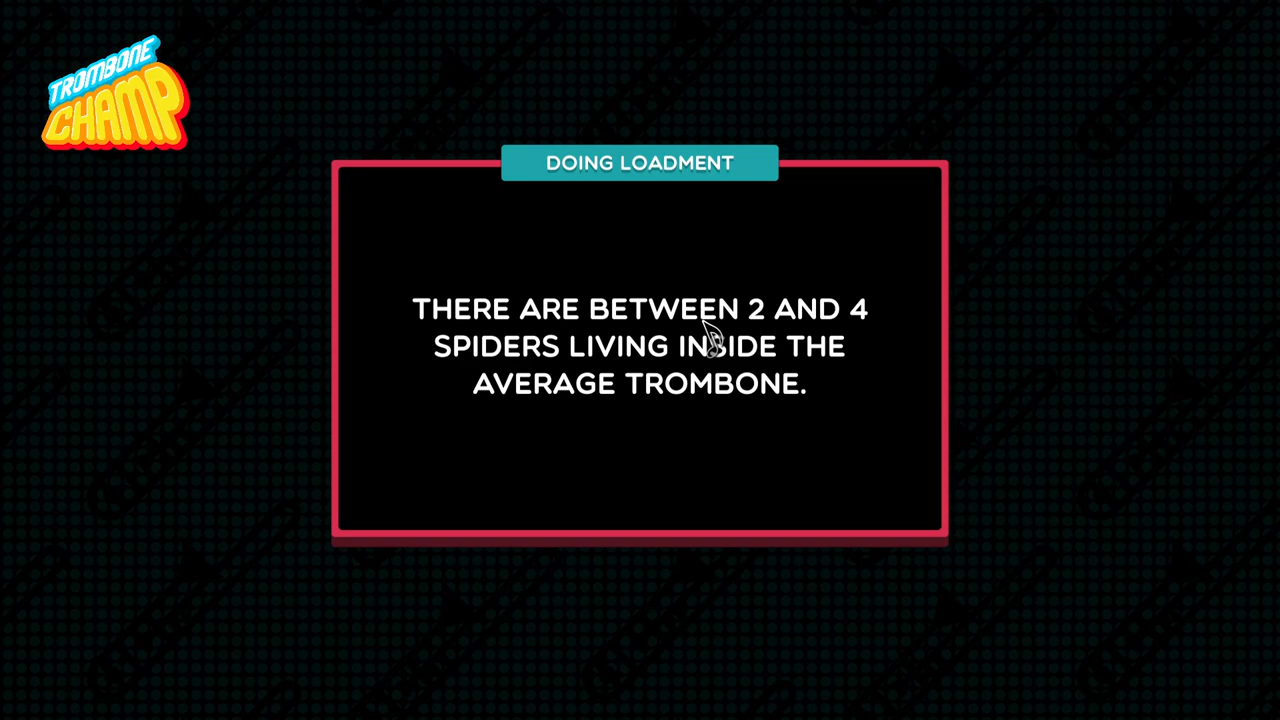 TROMBONE
CHAMP
DOING LOADMENT
THERE ARE BETWEEN 2 AND 4
SPIDERS LIVING INSIDE THE
AVERAGE TROMBONE.